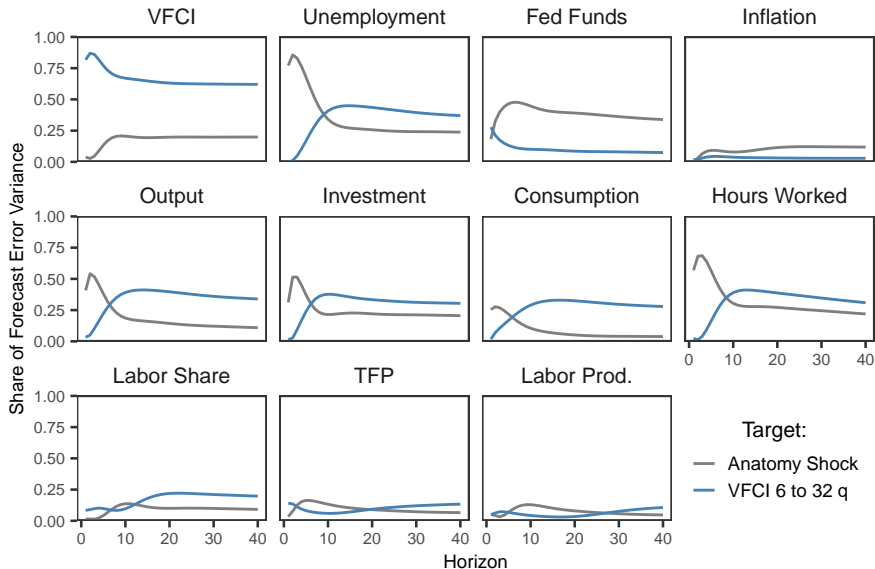 VFCI Unemployment Fed Funds Inflation
1.00
0.75
0.50
0.25
0.00
Output Investment Consumption Hours Worked
1.00
0.75
0.50
0.25
0.00
0 10 20 30 40
Labor Share TFP Labor Prod.
1.00
0.75
0.50
0.25
0.00
0 10 20 30 40 0 10 20 30 40 0 10 20 30 40
Share of Forecast Error Variance
Horizon
Target:
Anatomy Shock
VFCI 6 to 32 q